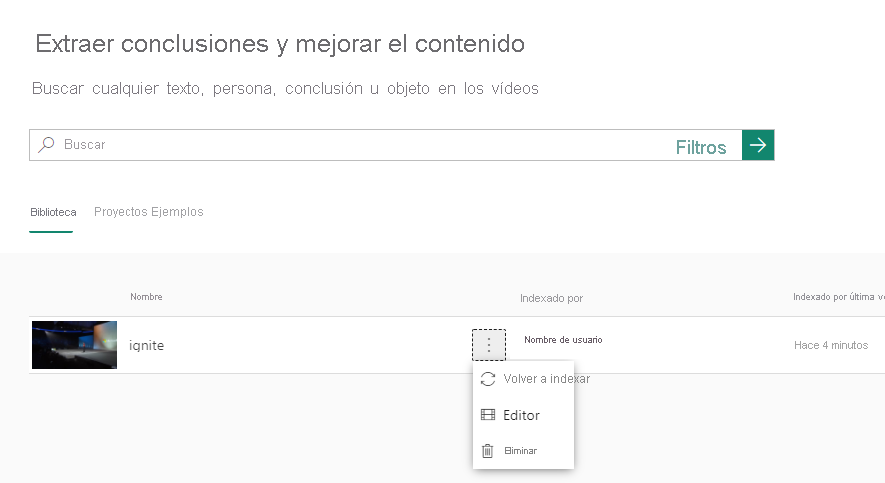 Extraer conclusiones y mejorar el contenido
Buscar cualquier texto, persona, conclusión u objeto en los vídeos
Buscar
Filtros
Biblioteca Proyectos Ejemplos
Nombre Indexado por Indexado por última
ignite Nombre de usuario Hace 4 minutos
Volver a indexar
Editor
Eliminar